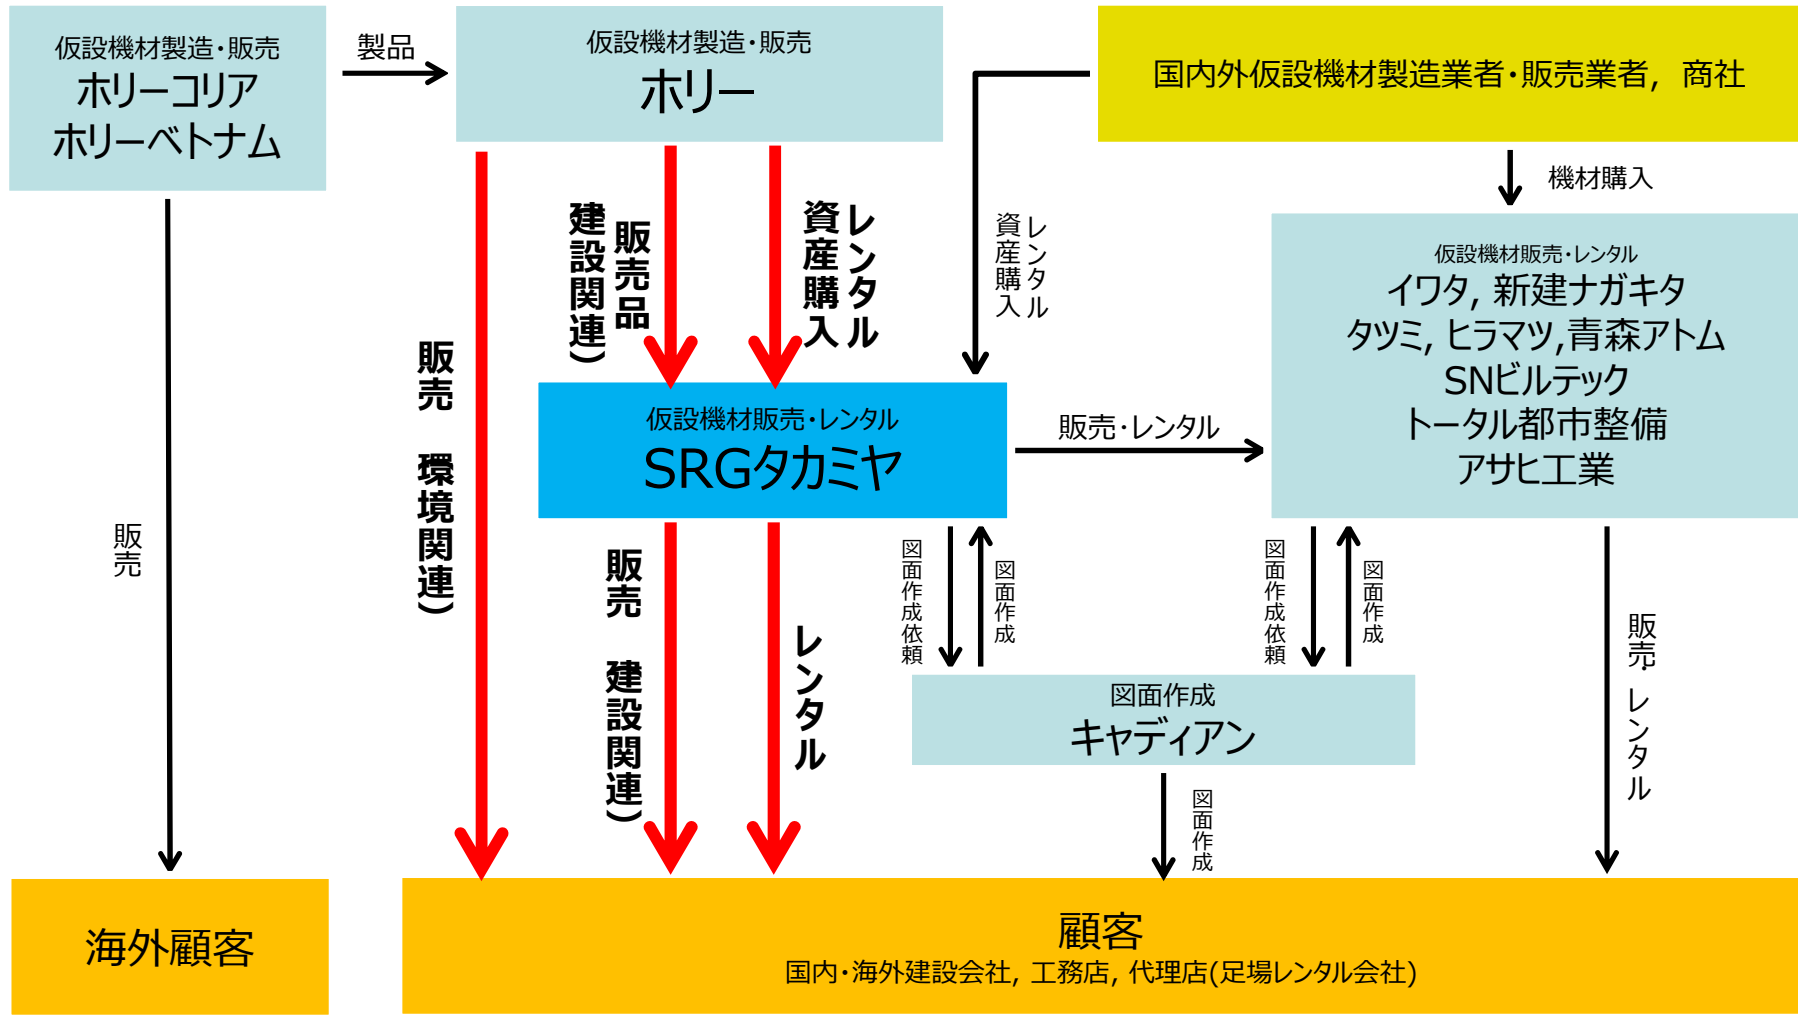 仮設機材製造・販売
ホリーコリア
ホリーベトナム
製品
仮設機材製造・販売
ホリー
国内外仮設機材製造業者・販売業者, 商社
機材購入
レンタル
資産購入
レンタル
資産購入
販売品
建設関連)
販売 環境関連)
仮設機材販売・レンタル
SRGタカミヤ
販売・レンタル
仮設機材販売・レンタル
イワタ, 新建ナガキタ
タツミ, ヒラマツ,青森アトム
SNビルテック
トータル都市整備
アサヒ工業
販売
販売 建設関連)
レンタル
図面作成依頼
図面作成
図面作成依頼
図面作成
販売・レンタル
図面作成
キャディアン
図面作成
海外顧客
顧客
国内・海外建設会社, 工務店, 代理店(足場レンタル会社)